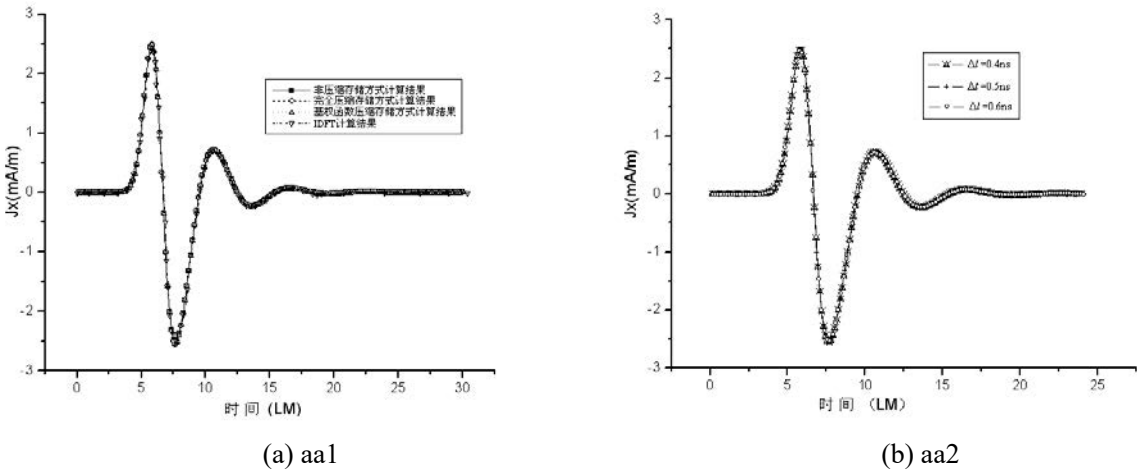 3
2
1
0
-1
-2
-3
Jx(mA/m)
非压缩存储方式计算结果
完全压缩存储方式计算结果
基权函数压缩存储方式计算结果
IDFT计算结果
0 5 10 15 20 25 30
时间 (LM)
(a) aa1
3
2
1
0
-1
-2
-3
Jx(mA/m)
Δt=0.4ns
Δt=0.5ns
Δt=0.6ns
0 5 10 15 20 25
时间 (LM)
(b) aa2